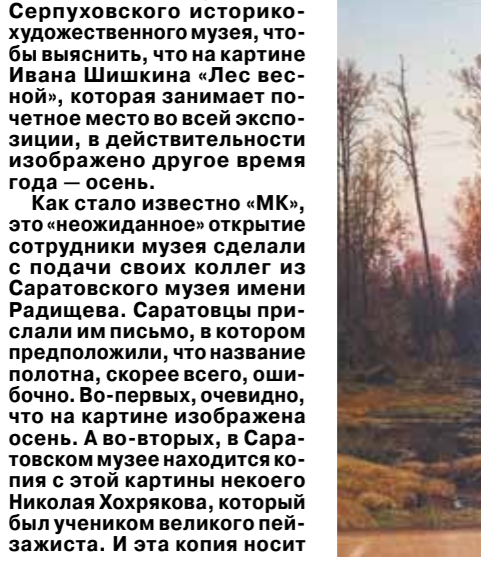 Серпуховского историко-
художественного музея, что-
бы выяснить, что на картине
Ивана Шишкина «Лес вес-
ной», которая занимает по-
четное место во всей экспо-
зиции, в действительности
изображено другое время
года — осень.
Как стало известно «МК»,
это «неожиданное» открытие
сотрудники музея сделали
с подачи своих коллег из
Саратовского музея имени
Радищева. Саратовцы при-
слали им письмо, в котором
предположили, что название
полотна, скорее всего, оши-
бочно. Во-первых, очевидно,
что на картине изображена
осень. А во-вторых, в Сара-
товском музее находится ко-
пия с этой картины некоего
Николая Хохрякова, который
был учеником великого пей-
зажиста. И эта копия носит